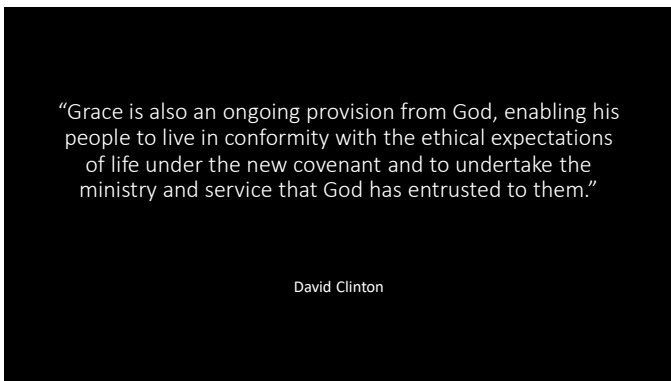 “Grace is also an ongoing provision from God, enabling his
people to live in conformity with the ethical expectations
of life under the new covenant and to undertake the
ministry and service that God has entrusted to them.”
David Clinton